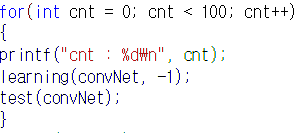 for(int cnt = 0; cnt < 100; cnt++)
{
printf("cnt : %d₩n", cnt);
learning(convNet, -1);
test(convNet);
}